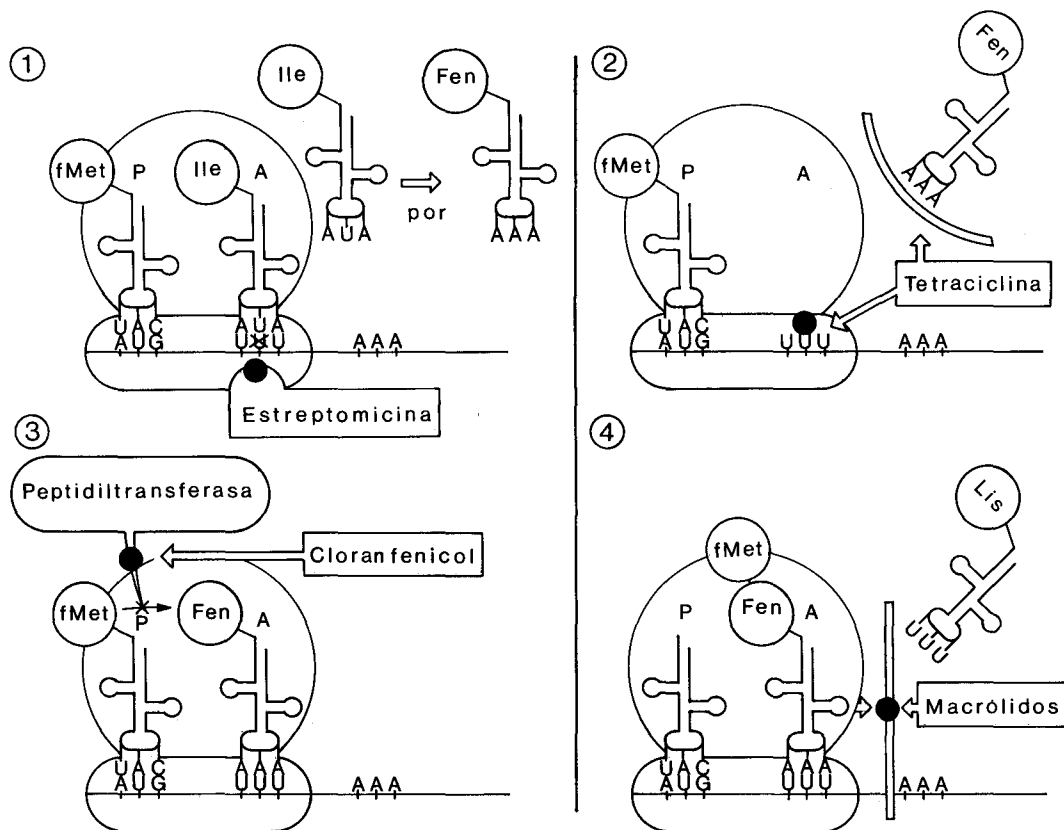 1
Ile
Fen
fMet P Ile A
por
A U A
A A A
U A C
A U G
A U A
U U
A A A
Estreptomicina
2
Fen
fMet P A
A A A
Tetraciclina
U A C
A U G
U U U
A A A
3
Peptidiltransferasa
Cloranfenicol
fMet Fen A
P
U A C
A U G
A A A
U U U
A A A
4
Lis
fMet
P Fen A
U U U
Macrólidos
U A C
A U G
A A A
U U U
A A A